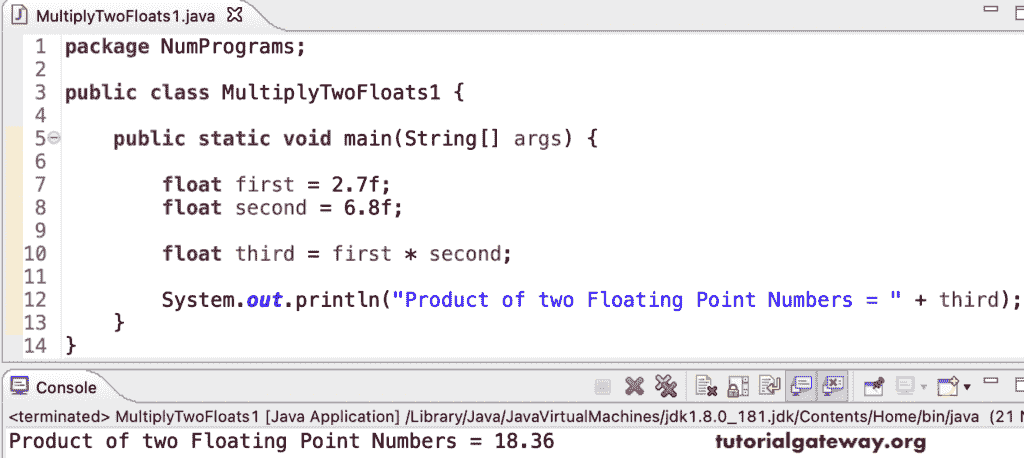 MultiplyTwoFloats1.java
1 package NumPrograms;
2
3 public class MultiplyTwoFloats1 {
4
5 public static void main(String[] args) {
6
7 float first = 2.7f;
8 float second = 6.8f;
9
10 float third = first * second;
11
12 System.out.println("Product of two Floating Point Numbers = " + third);
13 }
14 }
Console
<terminated> MultiplyTwoFloats1 [Java Application] /Library/Java/JavaVirtualMachines/jdk1.8.0_181.jdk/Contents/Home/bin/java (21
Product of two Floating Point Numbers = 18.36 tutorialgateway.org